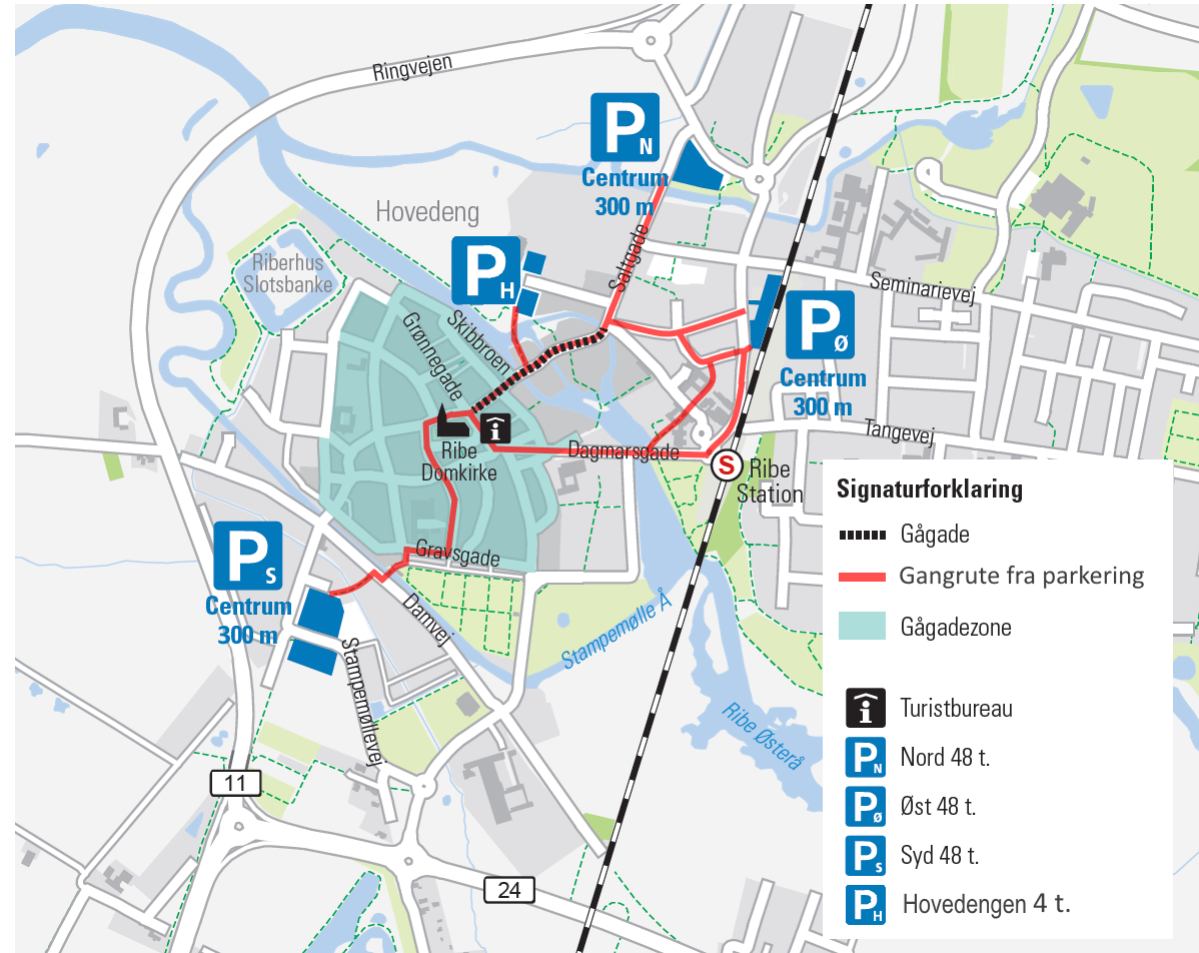 Ringvejen
P N
Centrum
300 m
Hovedeng
Saltgade
Riberhus
Slotsbanke
P H
Seminarievej
Skibbroen
Grønnegade
P Ø
Centrum
300 m
Ribe
Domkirke
Dagmarsgade
Tangevej
S
Ribe
Station
Gravsgade
P S
Centrum
300 m
Damvej
Stampemølle Å
Stampemøllevej
Ribe Østerå
11
24
Signaturforklaring
Gågade
Gangrute fra parkering
Gågadezone
Turistbureau
P N Nord 48 t.
P Ø Øst 48 t.
P S Syd 48 t.
P H Hovedengen 4 t.